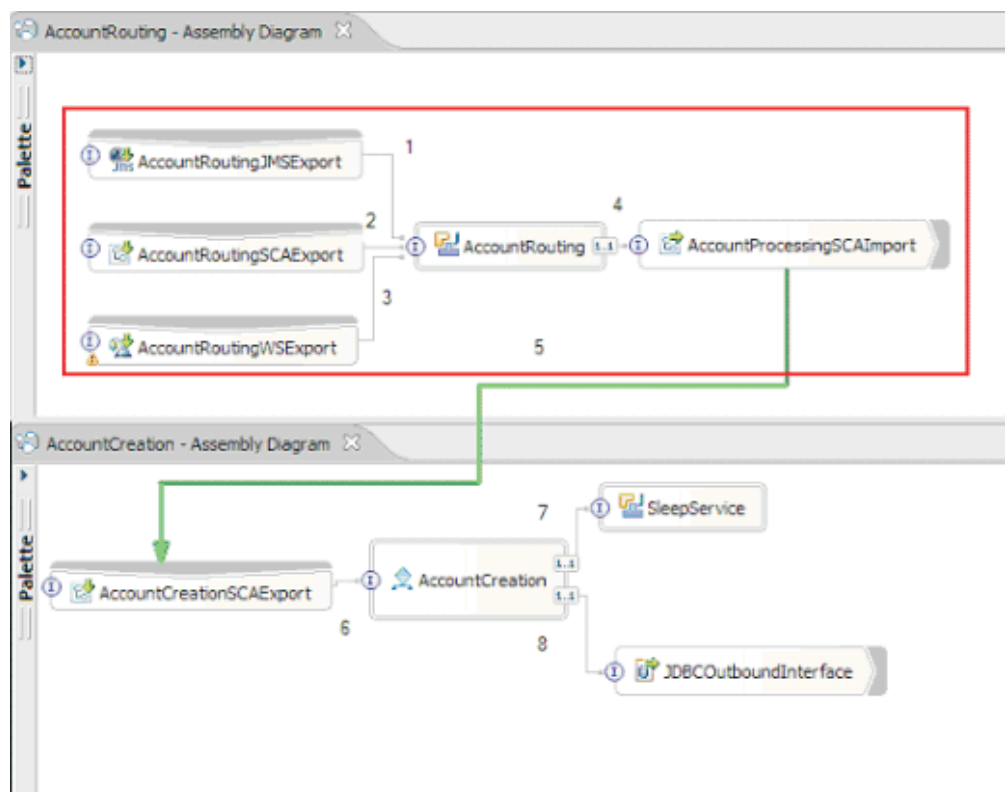 AccountRouting - Assembly Diagram
Palette
AccountRoutingJMSExport
1
2
AccountRoutingSCAExport
AccountRouting
1..1
4
AccountProcessingSCAImport
3
AccountRoutingWSExport
5
AccountCreation - Assembly Diagram
Palette
7
SleepService
AccountCreationSCAExport
AccountCreation
1..1
1..1
6
8
JDBCOutboundInterface